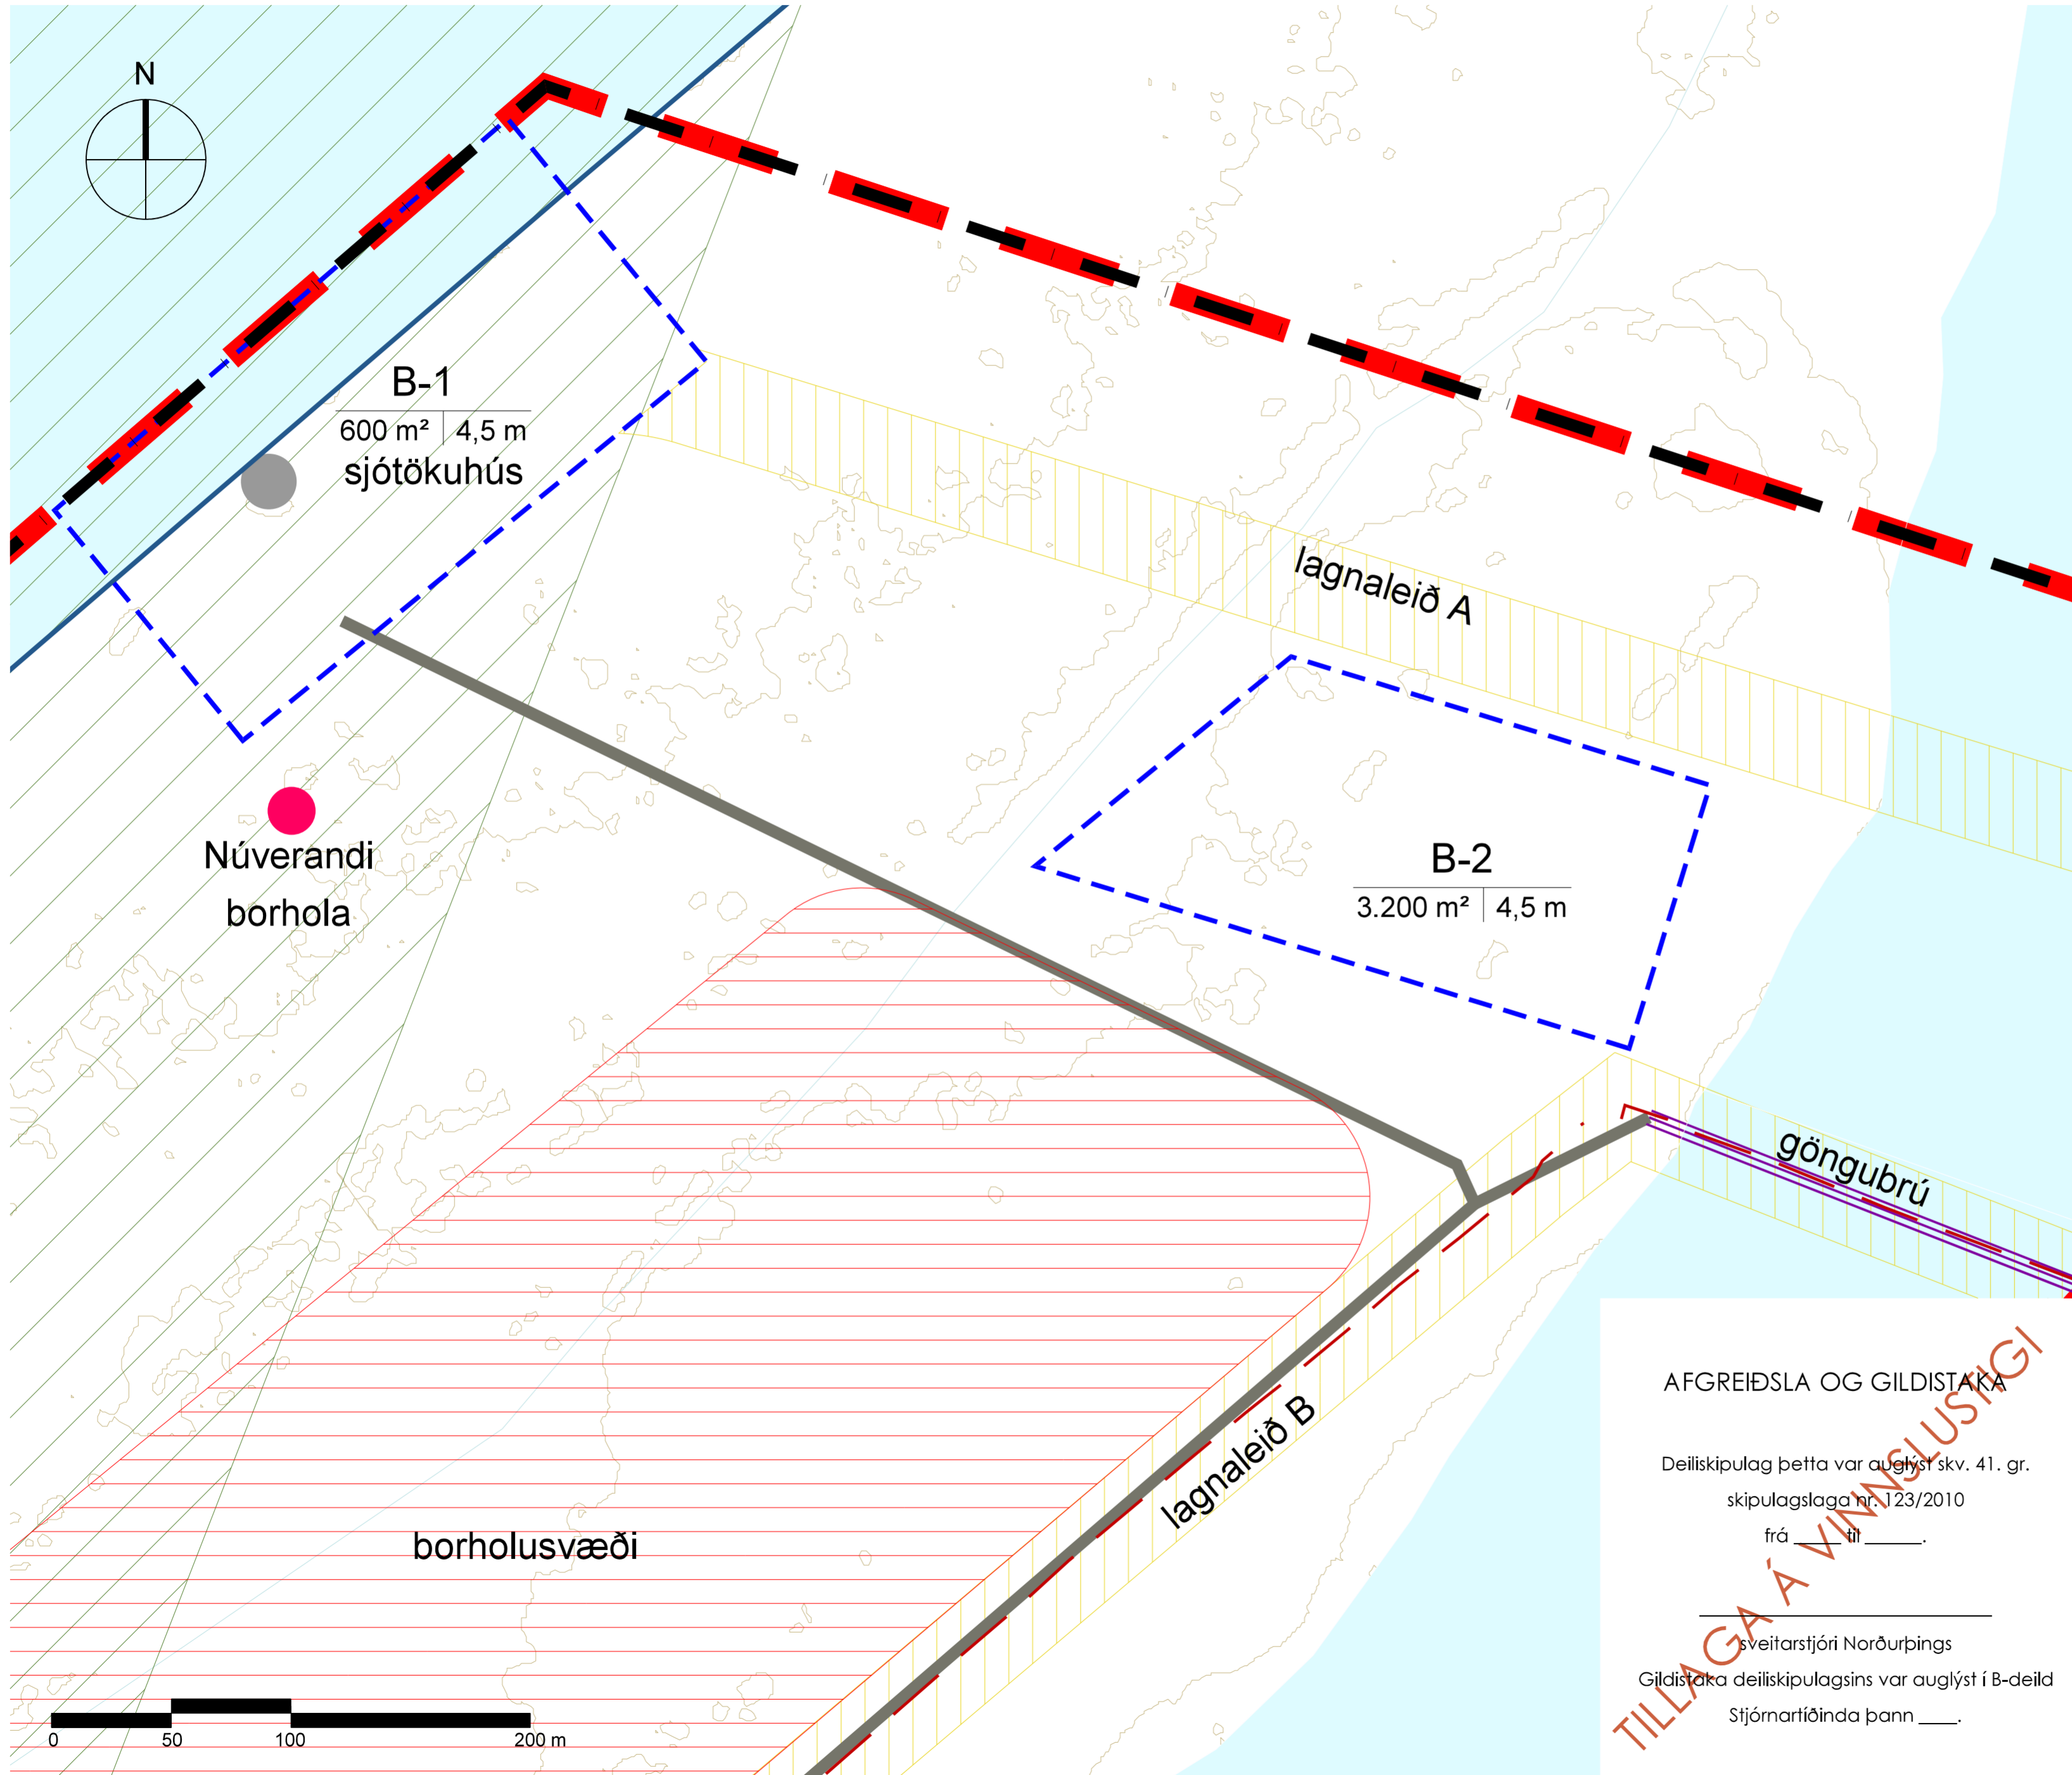 N
B-1
600 m² 4,5 m
sjótökuhús
lagnaleið A
Núverandi
borhola
B-2
3.200 m² 4,5 m
göngubrú
lagnaleið B
borholusvæði
0 50 100 200 m
AFGREIÐSLA OG GILDISTAKA
Deiliskipulag þetta var auglýst skv. 41. gr.
skipulagslaga nr. 123/2010
frá _____ til ______.
sveitarstjóri Norðurþings
Gildistaka deiliskipulagsins var auglýst í B-deild
Stjórnartíðinda þann ____.
TILLAGA Á VINNSLUSTIGI